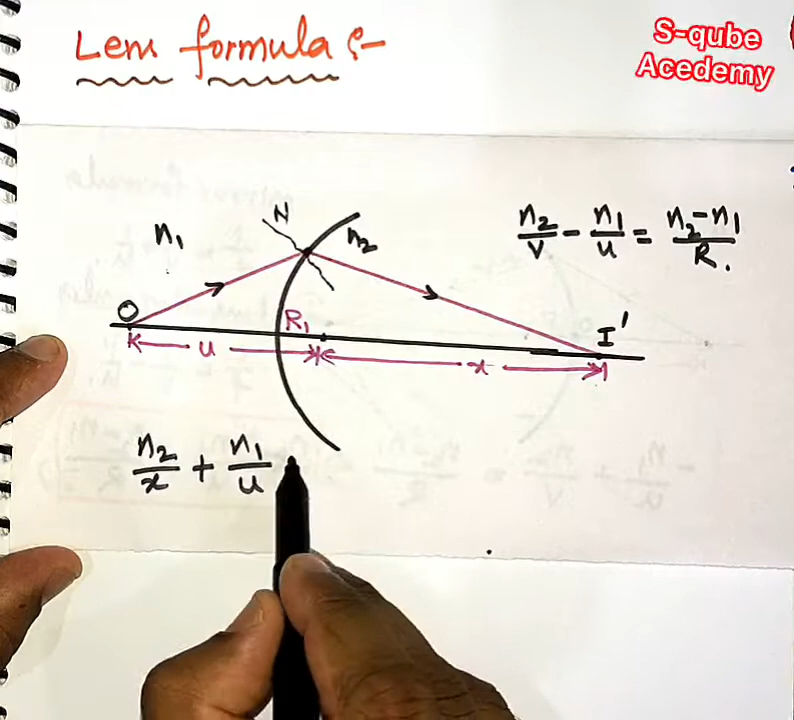 Lens formula :-
S-qube
Acedemy
N
n₁
n₂
n₂/v - n₁/u = n₂-n₁/R.
O
R₁
I'
u
x
n₂/x + n₁/u